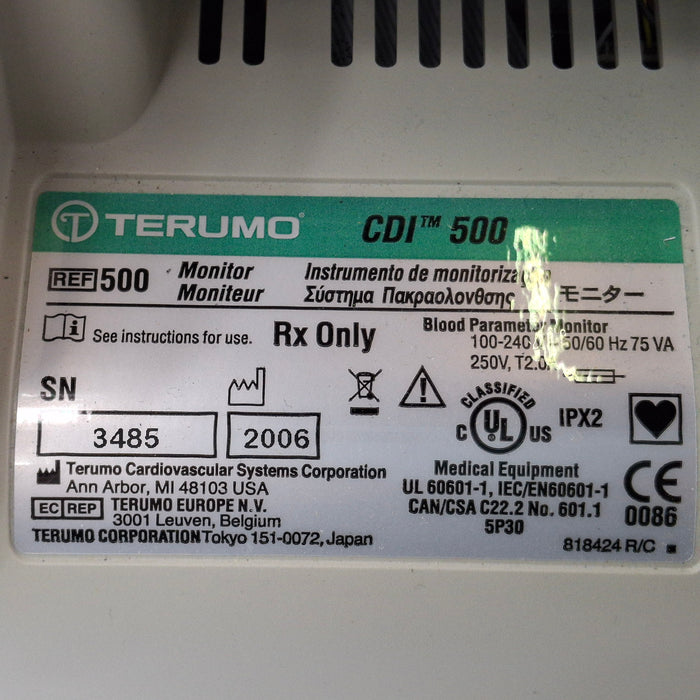 TERUMO® CDI™ 500
REF 500 Monitor Instrumento de monitorización
Moniteur Σύστημα Πακραολονθσης モニター
See instructions for use. Rx Only Blood Parameter Monitor
100-240 50/60 Hz 75 VA
250V,
SN
3485 2006
CLASSIFIED
C UL US IPX2
Terumo Cardiovascular Systems Corporation
Ann Arbor, MI 48103 USA
EC REP TERUMO EUROPE N.V.
3001 Leuven, Belgium
TERUMO CORPORATION Tokyo 151-0072, Japan
Medical Equipment
UL 60601-1, IEC/EN60601-1
CAN/CSA C22.2 No. 601.1
5P30
CE
0086
818424 R/C